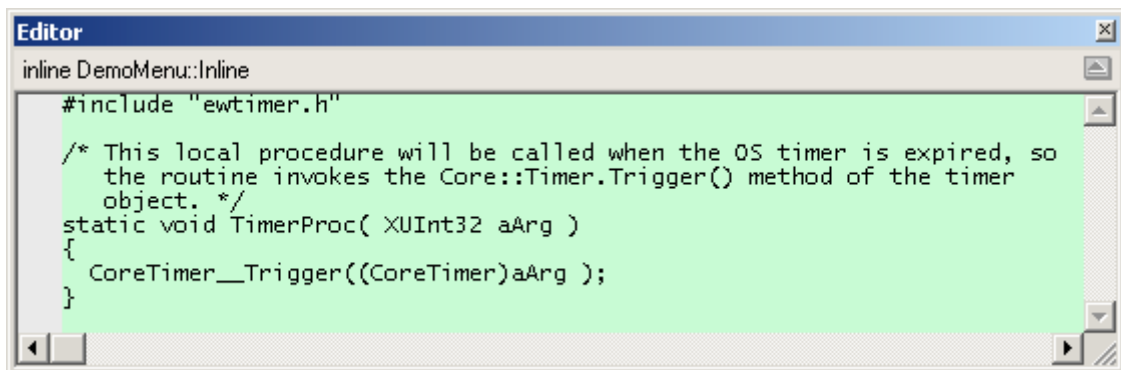 Editor
inline DemoMenu::Inline
#include "ewtimer.h"
/* This local procedure will be called when the OS timer is expired, so
the routine invokes the Core::Timer.Trigger() method of the timer
object. */
static void TimerProc( XUInt32 aArg )
{
CoreTimer__Trigger((CoreTimer)aArg );
}